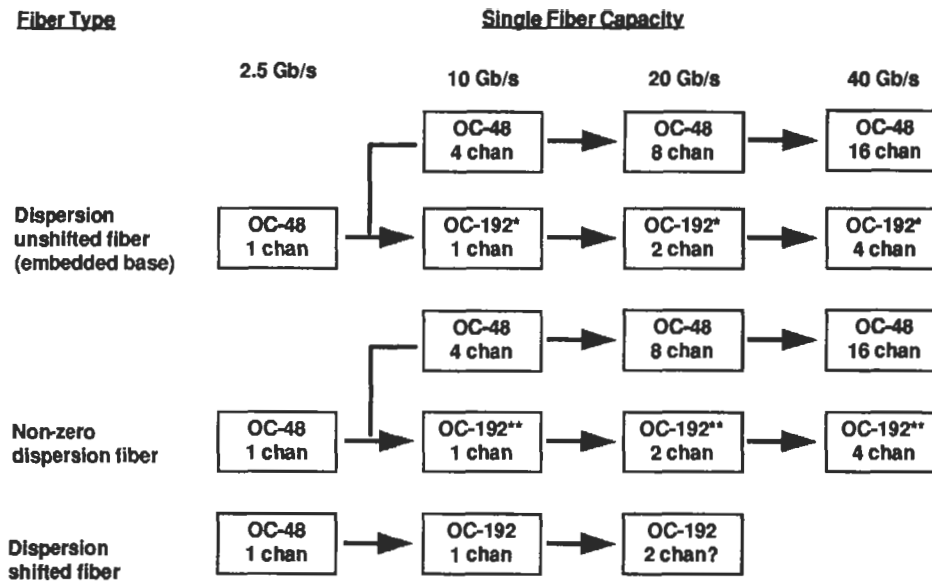 Fiber Type
Single Fiber Capacity
2.5 Gb/s
10 Gb/s
20 Gb/s
40 Gb/s
OC-48
4 chan
OC-48
8 chan
OC-48
16 chan
Dispersion
unshifted fiber
(embedded base)
OC-48
1 chan
OC-192*
1 chan
OC-192*
2 chan
OC-192*
4 chan
OC-48
4 chan
OC-48
8 chan
OC-48
16 chan
Non-zero
dispersion fiber
OC-48
1 chan
OC-192**
1 chan
OC-192**
2 chan
OC-192**
4 chan
Dispersion
shifted fiber
OC-48
1 chan
OC-192
1 chan
OC-192
2 chan?